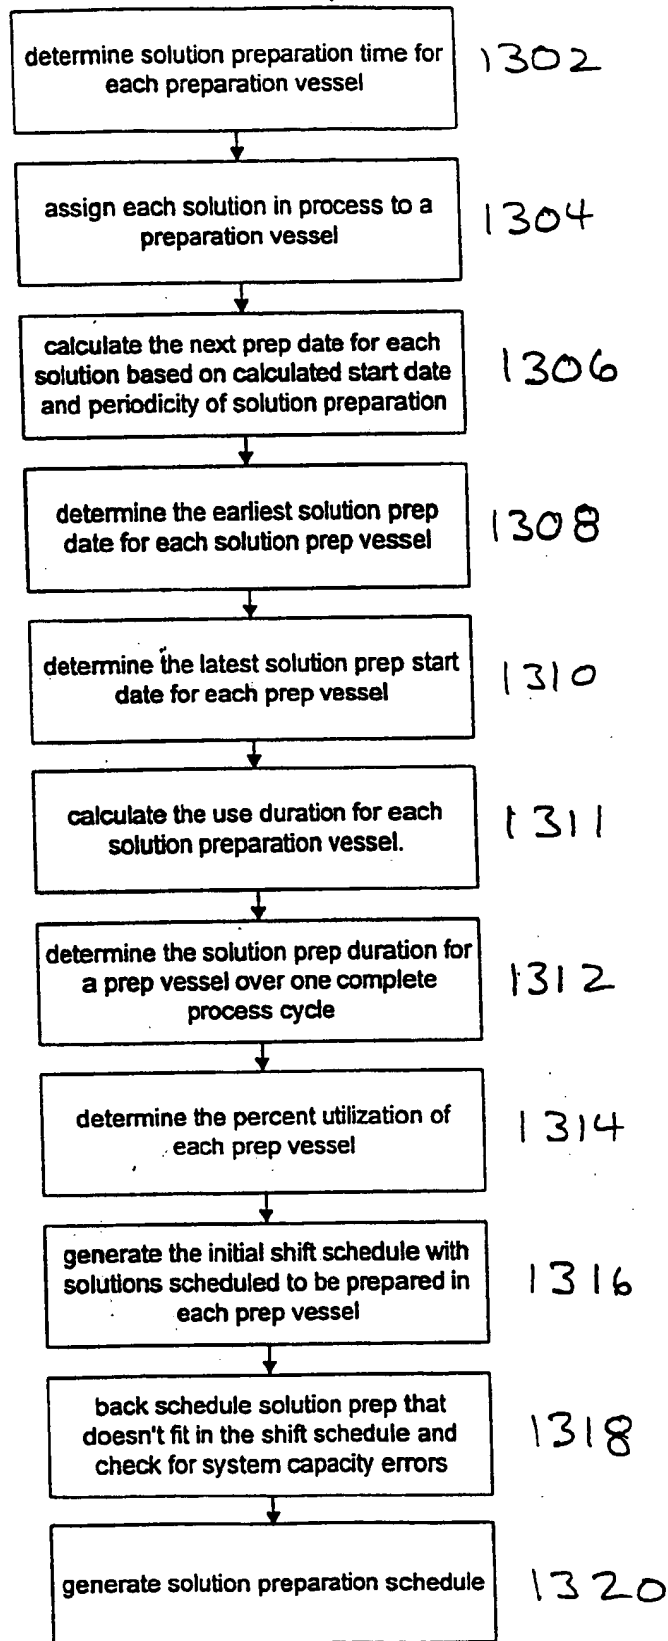 determine solution preparation time for
each preparation vessel
1302
assign each solution in process to a
preparation vessel
1304
calculate the next prep date for each
solution based on calculated start date
and periodicity of solution preparation
1306
determine the earliest solution prep
date for each solution prep vessel
1308
determine the latest solution prep start
date for each prep vessel
1310
calculate the use duration for each
solution preparation vessel.
1311
determine the solution prep duration for
a prep vessel over one complete
process cycle
1312
determine the percent utilization of
each prep vessel
1314
generate the initial shift schedule with
solutions scheduled to be prepared in
each prep vessel
1316
back schedule solution prep that
doesn't fit in the shift schedule and
check for system capacity errors
1318
generate solution preparation schedule
1320